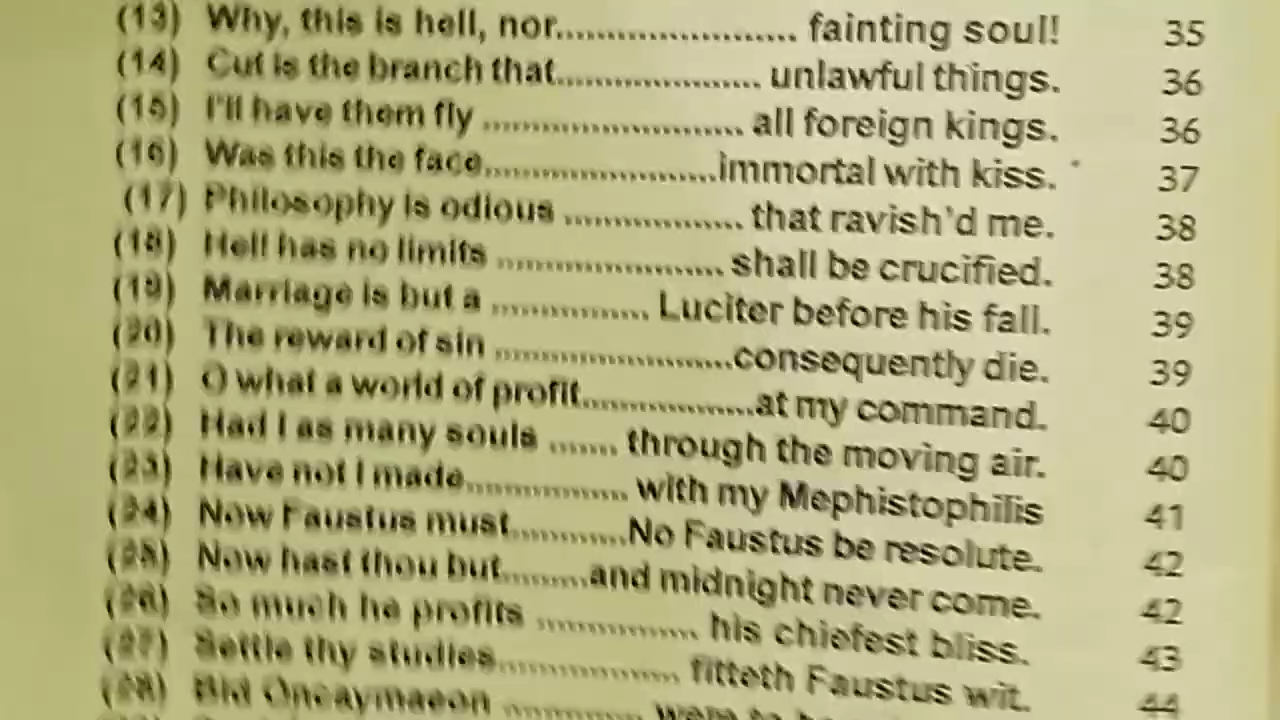 (13) Why, this is hell, nor........................ fainting soul! 35
(14) Cut is the branch that..................... unlawful things. 36
(15) I'll have them fly .......................... all foreign kings. 36
(16) Was this the face........................immortal with kiss. 37
(17) Philosophy is odious .................. that ravish'd me. 38
(18) Hell has no limits ........................ shall be crucified. 38
(19) Marriage is but a ................ Luciter before his fall. 39
(20) The reward of sin ........................consequently die. 39
(21) O what a world of profit..................at my command. 40
(22) Had I as many souls ....... through the moving air. 40
(23) Have not I made................. with my Mephistophilis 41
(24) Now Faustus must............No Faustus be resolute. 42
(25) Now hast thou but.........and midnight never come. 42
(26) So much he profits ................. his chiefest bliss. 43
(27) Settle thy studies................... fitteth Faustus wit. 44
(28) Bid Oncaymaeon .............. were to